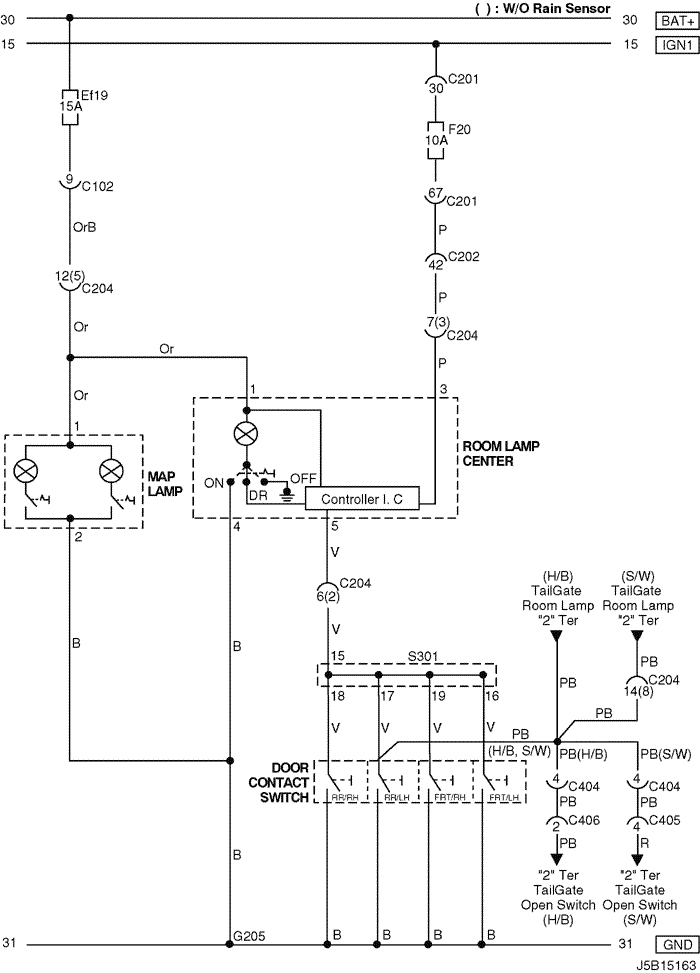 ( ) : W/O Rain Sensor
30
30
BAT+
15
15
IGN1
C201
30
Ef19
15A
F20
10A
9
C102
67
C201
OrB
P
C202
42
12(5)
C204
P
Or
7(3)
C204
Or
P
Or
1
3
1
ROOM LAMP
CENTER
MAP
LAMP
ON
OFF
DR
Controller I. C
2
4
5
V
C204
6(2)
(H/B)
TailGate
Room Lamp
"2" Ter
(S/W)
TailGate
Room Lamp
"2" Ter
V
B
B
15
S301
PB
C204
14(8)
PB
18
17
19
16
V
V
V
V
PB
PB
(H/B, S/W)
PB(H/B)
PB(S/W)
DOOR
CONTACT
SWITCH
RR/RH
RR/LH
FRT/RH
FRT/LH
4
C404
4
C404
PB
PB
2
C406
4
C405
PB
R
B
"2" Ter
TailGate
Open Switch
(H/B)
"2" Ter
TailGate
Open Switch
(S/W)
31
G205
B
B
B
B
31
GND
J5B15163